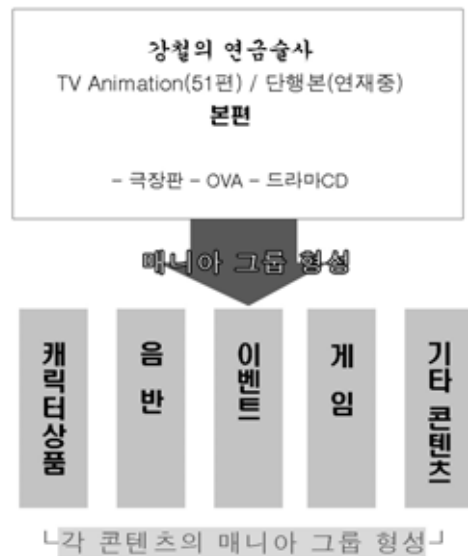 강철의 연금술사
TV Animation(51편) / 단행본(연재중)
본편
- 극장판 - OVA - 드라마CD
매니아 그룹 형성
캐릭터상품
음반
이벤트
게임
기타 콘텐츠
각 콘텐츠의 매니아 그룹 형성